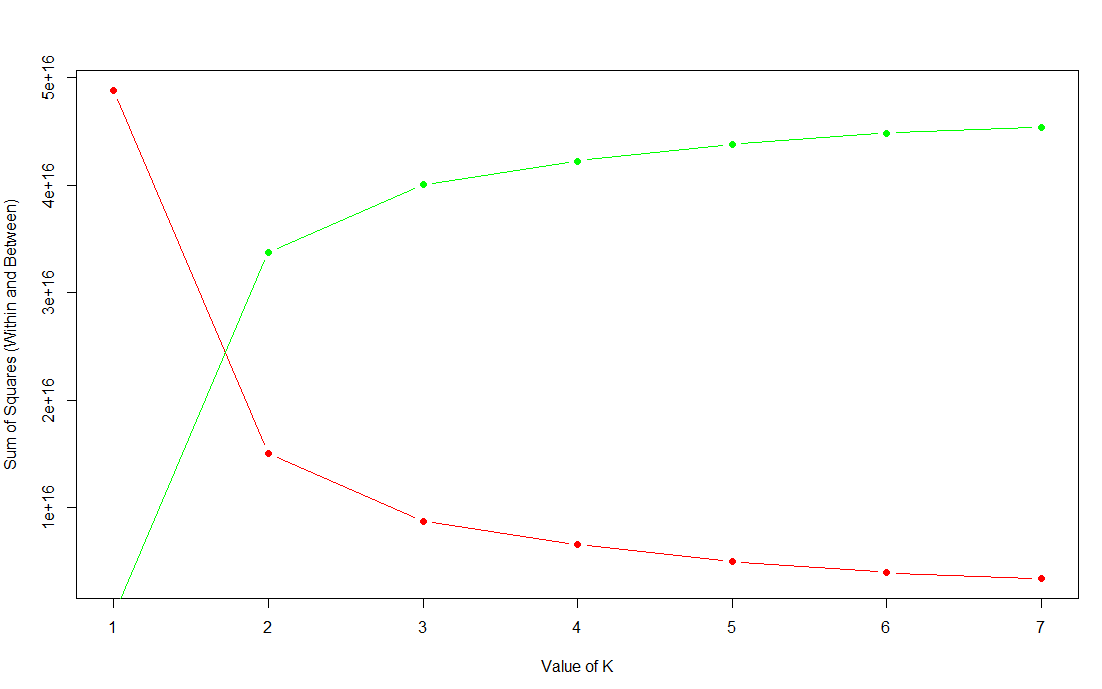 Sum of Squares (Within and Between)
5e+16
4e+16
3e+16
2e+16
1e+16
1 2 3 4 5 6 7
Value of K